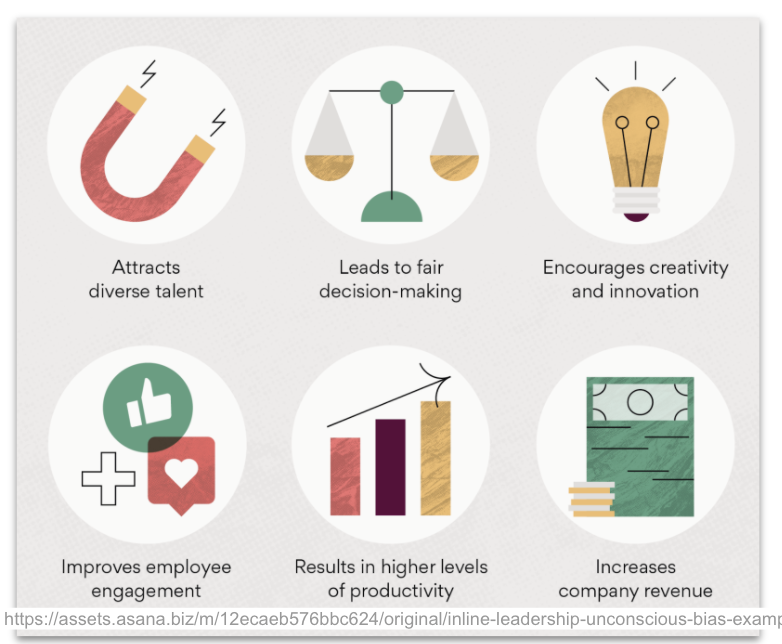 Attracts
diverse talent
Leads to fair
decision-making
Encourages creativity
and innovation
Improves employee
engagement
Results in higher levels
of productivity
Increases
company revenue
https://assets.asana.biz/m/12ecaeb576bbc624/original/inline-leadership-unconscious-bias-examp